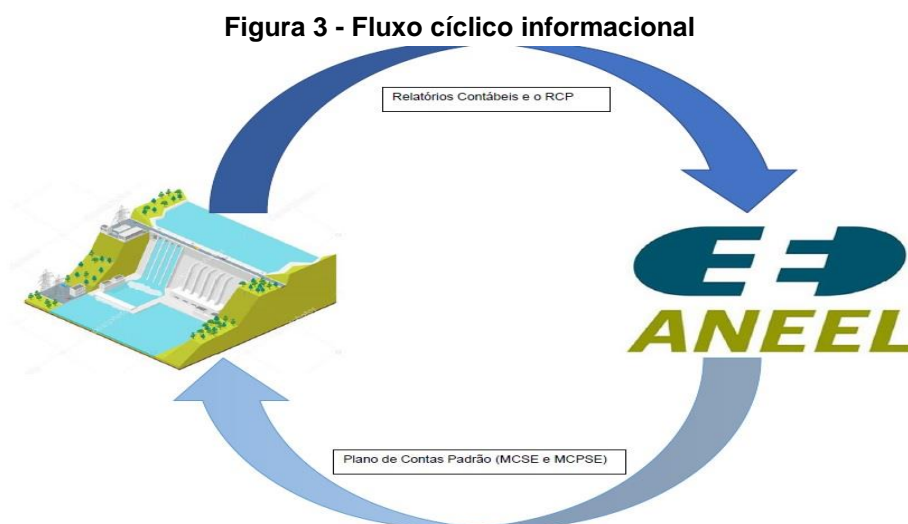 Figura 3 - Fluxo cíclico informacional
Relatórios Contábeis e o RCP
ANEEL
Plano de Contas Padrão (MCSE e MCPSE)